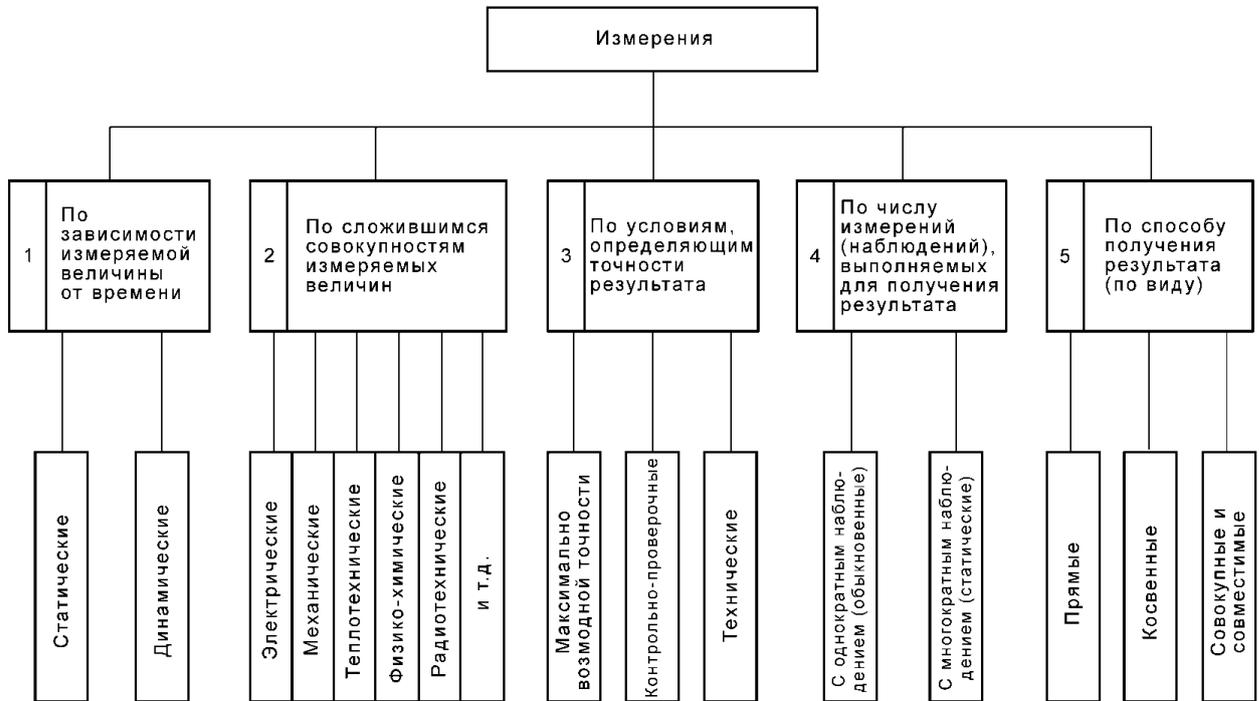 Измерения
1
По
зависимости
измеряемой
величины
от времени
2
По сложившимся
совокупностям
измеряемых
величин
3
По условиям,
определяющим
точности
результата
4
По числу
измерений
(наблюдений),
выполняемых
для получения
результата
5
По способу
получения
результата
(по виду)
Статические
Динамические
Электрические
Механические
Теплотехнические
Физико-химические
Радиотехнические
и т.д.
Максимально
возмодной точности
Контрольно-проверочные
Технические
С однократным наблю-
дением (обыкновенные)
С многократным наблю-
дением (статические)
Прямые
Косвенные
Совокупные и
совместимые